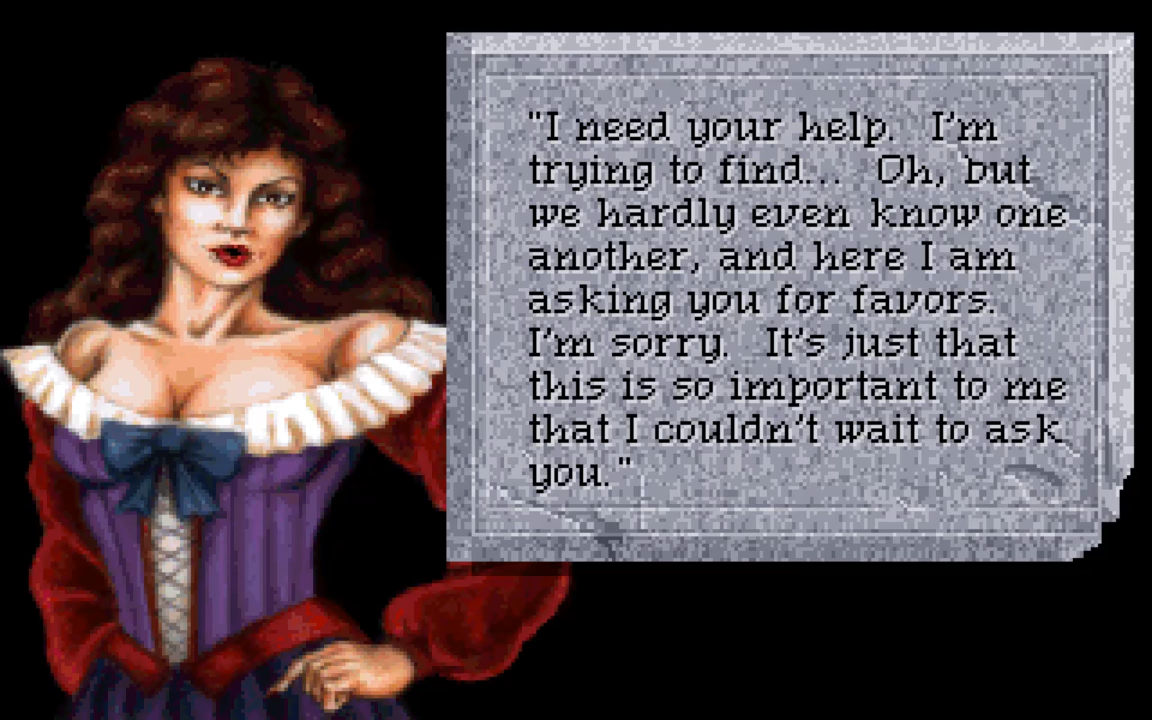 "I need your help.  I'm
trying to find...  Oh, but
we hardly even know one
another, and here I am
asking you for favors.
I'm sorry.  It's just that
this is so important to me
that I couldn't wait to ask
you."